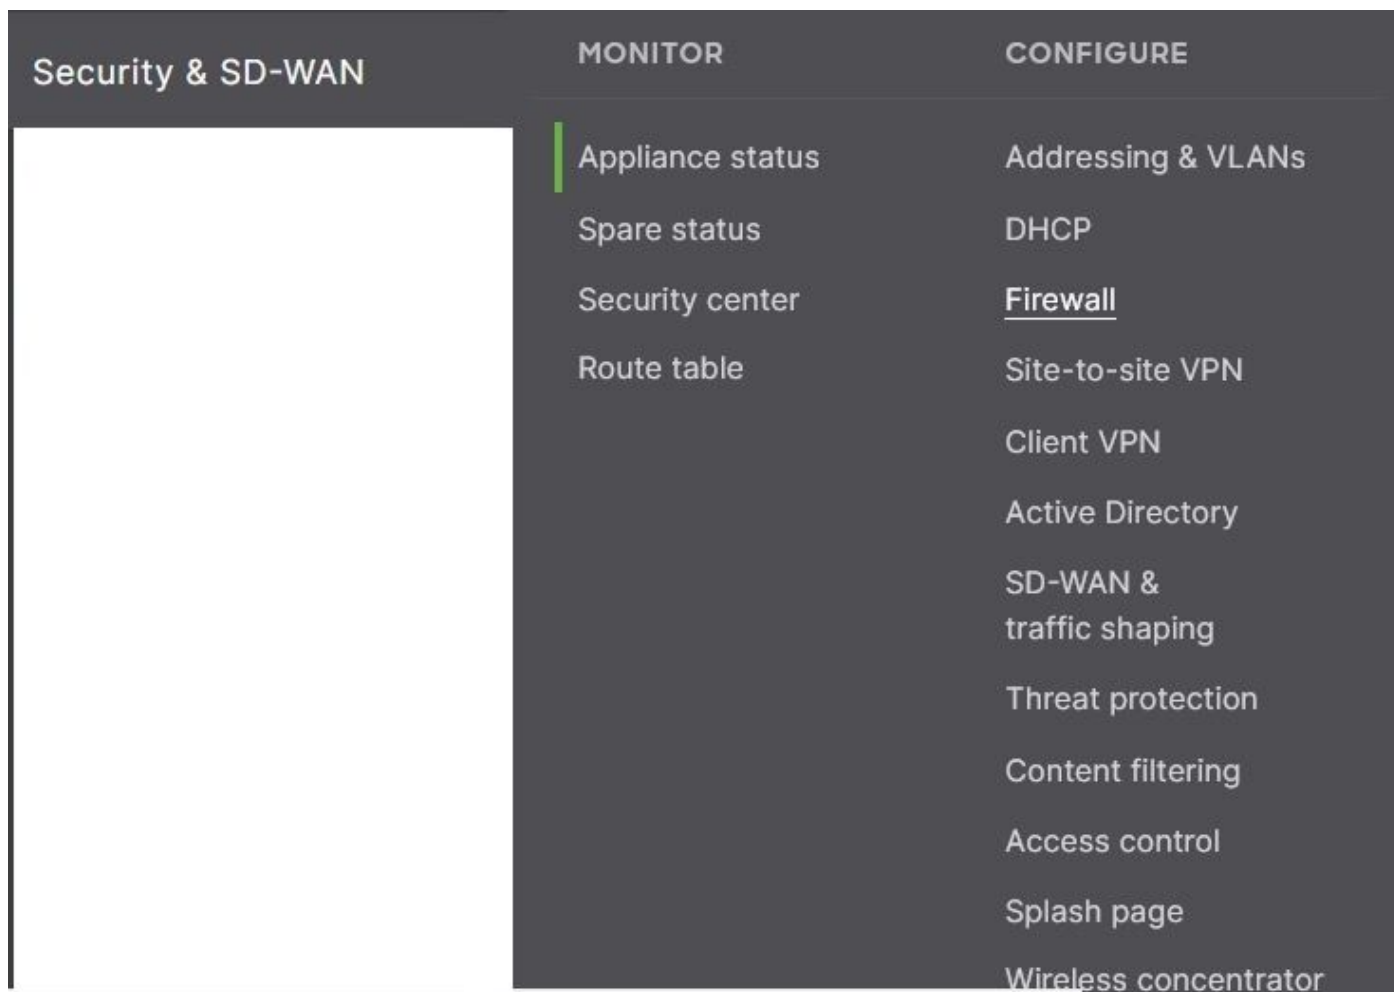 Security & SD-WAN
MONITOR
Appliance status
Spare status
Security center
Route table
CONFIGURE
Addressing & VLANs
DHCP
Firewall
Site-to-site VPN
Client VPN
Active Directory
SD-WAN &
traffic shaping
Threat protection
Content filtering
Access control
Splash page
Wireless concentrator